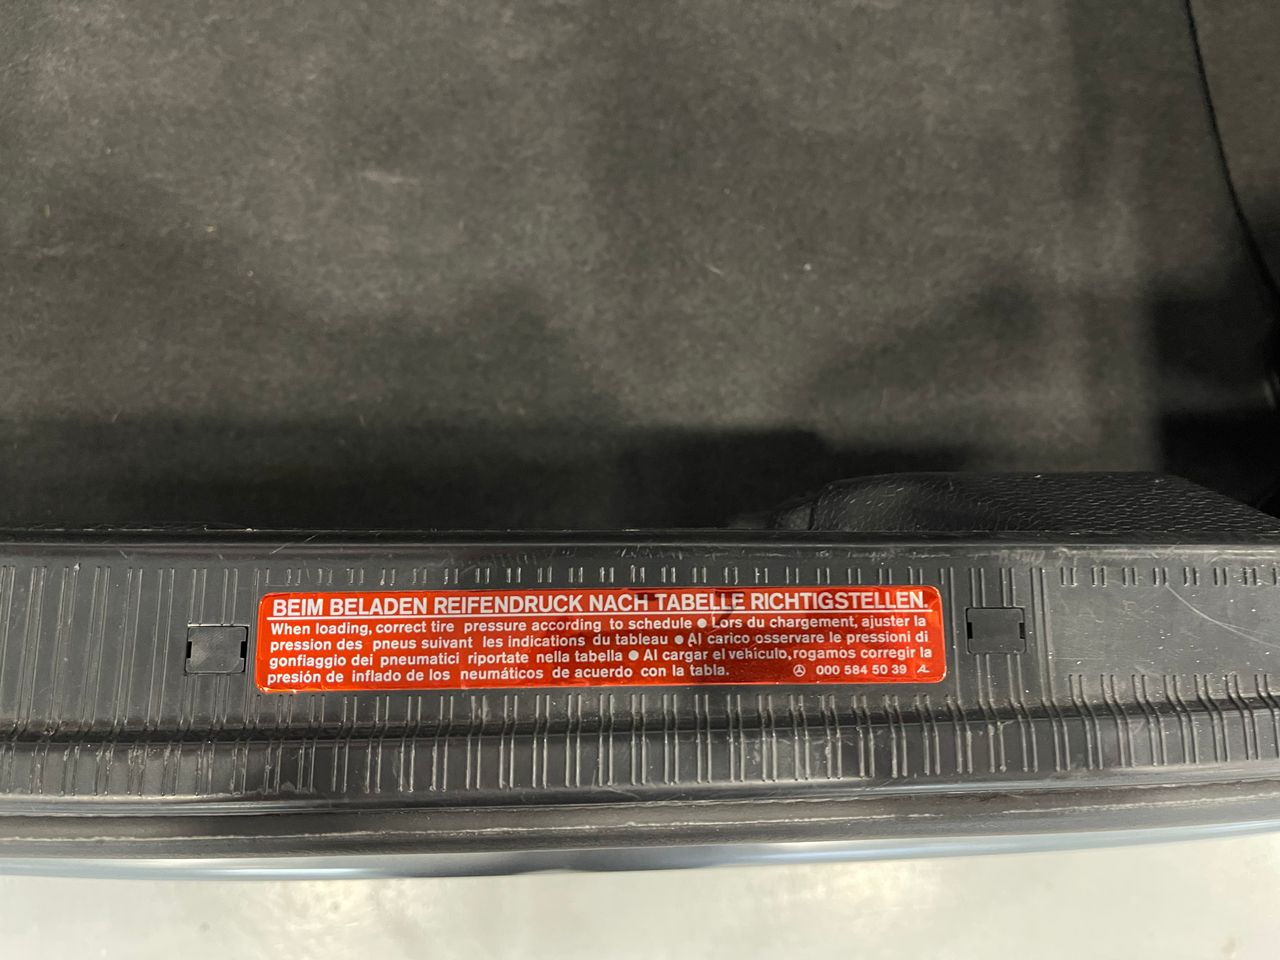 BEIM BELADEN REIFENDRUCK NACH TABELLE RICHTIGSTELLEN.
When loading, correct tire pressure according to schedule ● Lors du chargement, ajuster la
pression des pneus suivant les indications du tableau ● Al carico osservare le pressioni di
gonfiaggio dei pneumatici riportate nella tabella ● Al cargar el vehículo, rogamos corregir la
presión de inflado de los neumáticos de acuerdo con la tabla. 000 584 50 39